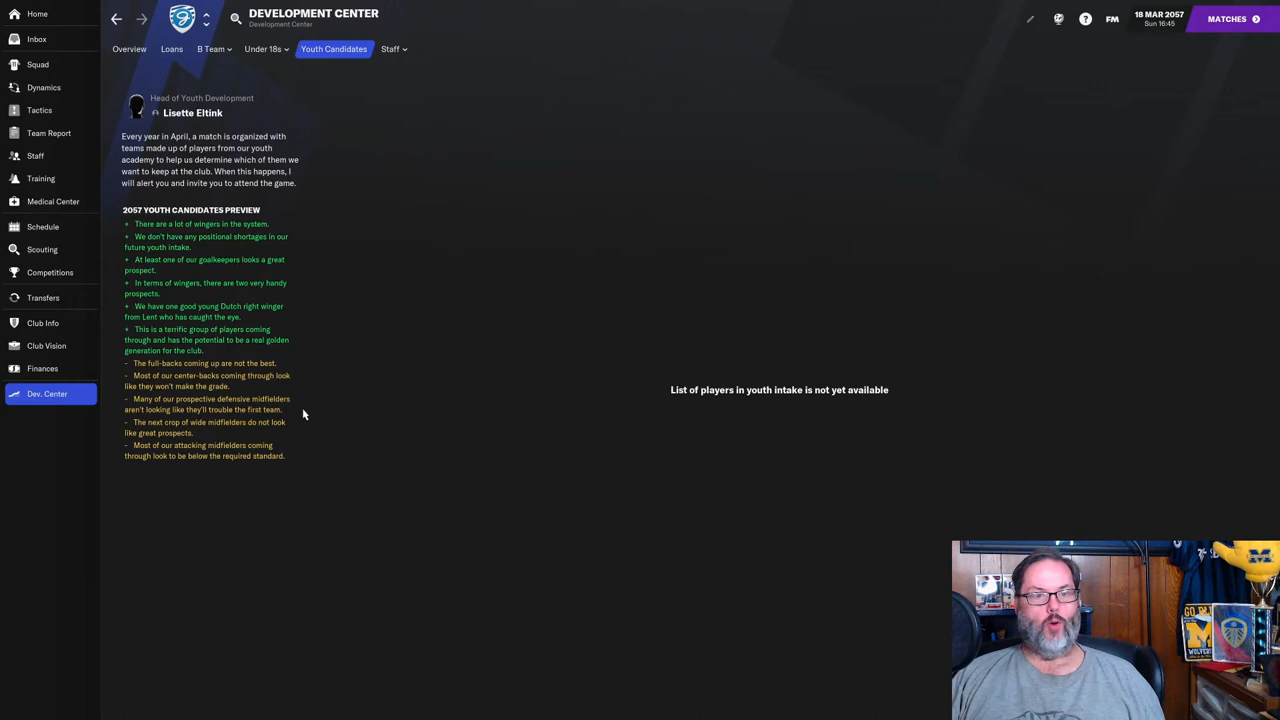 Home
DEVELOPMENT CENTER
Development Center
18 MAR 2057
Sun 16:45
FM
MATCHES
Inbox
Overview
Loans
B Team
Under 18s
Youth Candidates
Staff
Squad
Dynamics
Tactics
Team Report
Staff
Training
Medical Center
Schedule
Scouting
Competitions
Transfers
Club Info
Club Vision
Finances
Dev. Center
Head of Youth Development
Lisette Eltink
Every year in April, a match is organized with
teams made up of players from our youth
academy to help us determine which of them we
want to keep at the club. When this happens, I
will alert you and invite you to attend the game.
2057 YOUTH CANDIDATES PREVIEW
+ There are a lot of wingers in the system.
+ We don't have any positional shortages in our
future youth intake.
+ At least one of our goalkeepers looks a great
prospect.
+ In terms of wingers, there are two very handy
prospects.
+ We have one good young Dutch right winger
from Lent who has caught the eye.
+ This is a terrific group of players coming
through and has the potential to be a real golden
generation for the club.
- The full-backs coming up are not the best.
- Most of our center-backs coming through look
like they won't make the grade.
- Many of our prospective defensive midfielders
aren't looking like they'll trouble the first team.
- The next crop of wide midfielders do not look
like great prospects.
- Most of our attacking midfielders coming
through look to be below the required standard.
List of players in youth intake is not yet available
M
GO BLUE
M
WOLVERINES